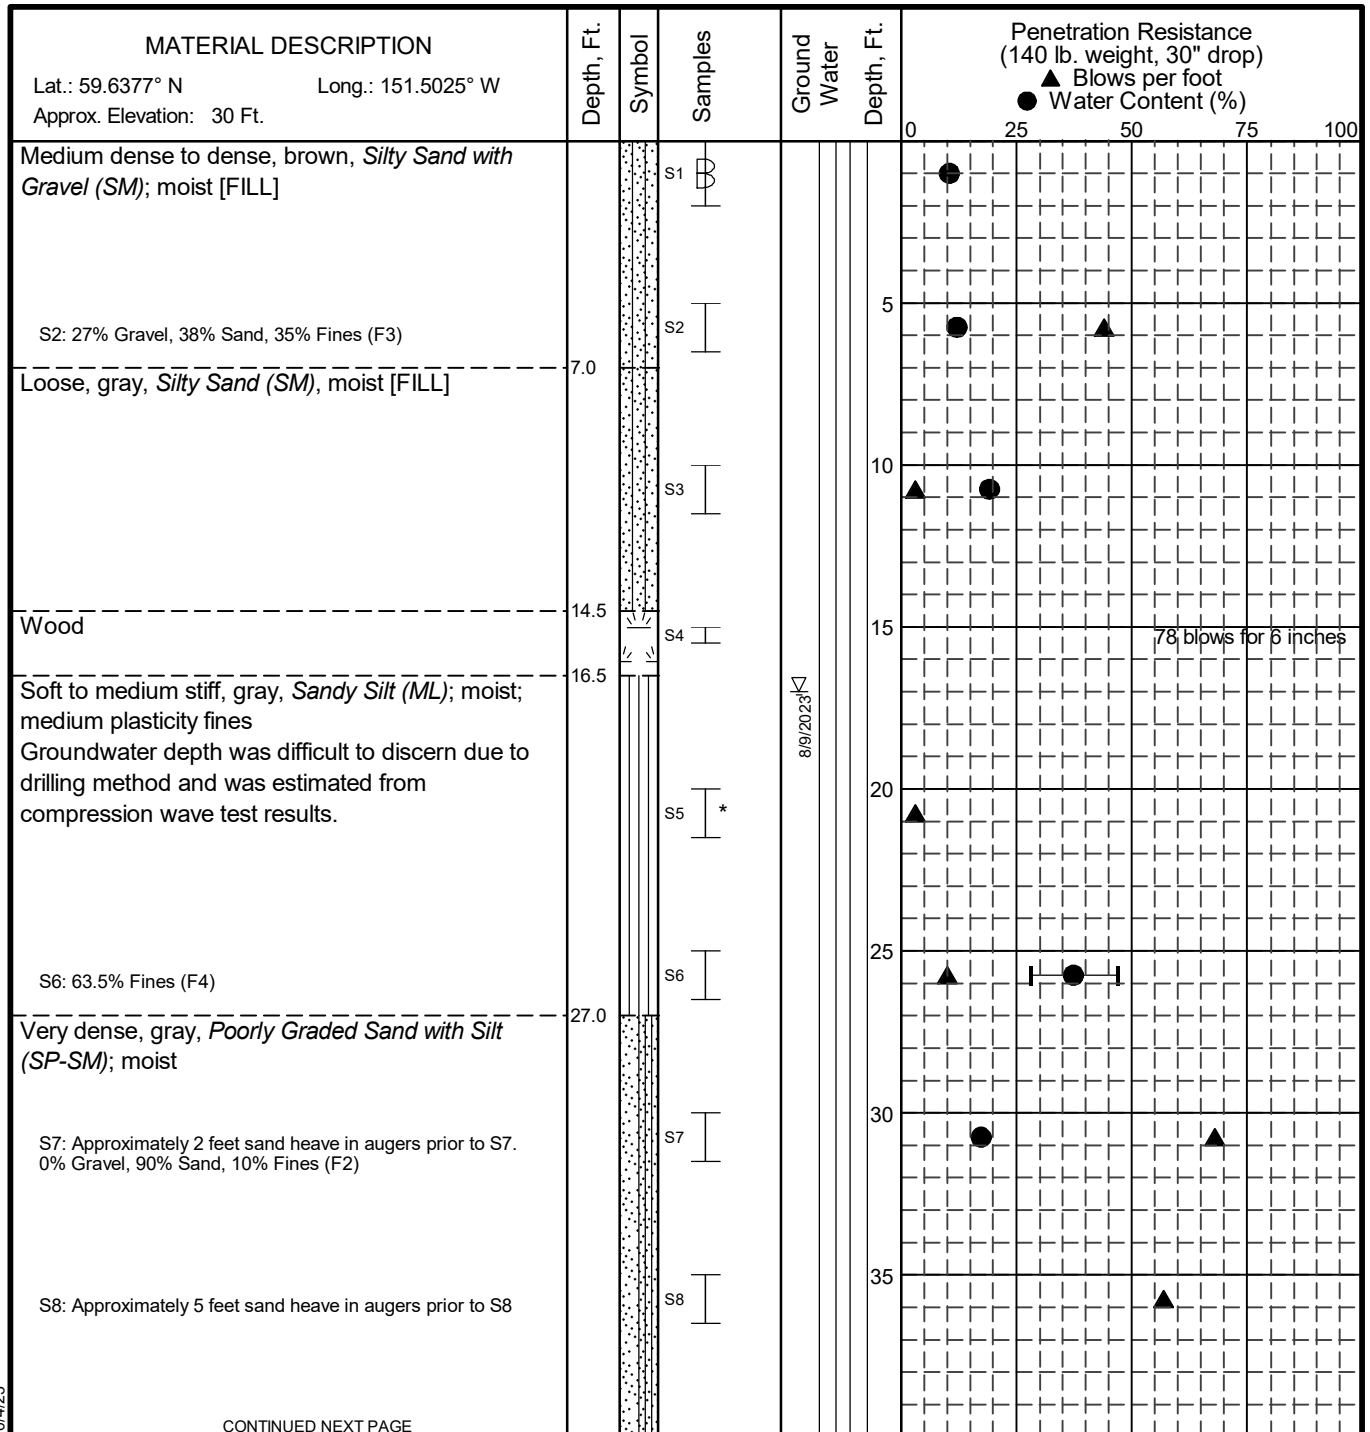 MATERIAL DESCRIPTION
Lat.: 59.6377° N Long.: 151.5025° W
Approx. Elevation: 30 Ft.
Depth, Ft.
Symbol
Samples
Ground
Water
Depth, Ft.
Penetration Resistance
(140 lb. weight, 30" drop)
▲ Blows per foot
● Water Content (%)
0 25 50 75 100
Medium dense to dense, brown, Silty Sand with
Gravel (SM); moist [FILL]
S1
5
S2: 27% Gravel, 38% Sand, 35% Fines (F3)
S2
7.0
Loose, gray, Silty Sand (SM), moist [FILL]
10
S3
14.5
Wood
S4
15
78 blows for 6 inches
16.5
Soft to medium stiff, gray, Sandy Silt (ML); moist;
medium plasticity fines
Groundwater depth was difficult to discern due to
drilling method and was estimated from
compression wave test results.
8/9/2023
20
S5 *
25
S6: 63.5% Fines (F4)
S6
27.0
Very dense, gray, Poorly Graded Sand with Silt
(SP-SM); moist
30
S7: Approximately 2 feet sand heave in augers prior to S7.
0% Gravel, 90% Sand, 10% Fines (F2)
S7
35
S8: Approximately 5 feet sand heave in augers prior to S8
S8
CONTINUED NEXT PAGE